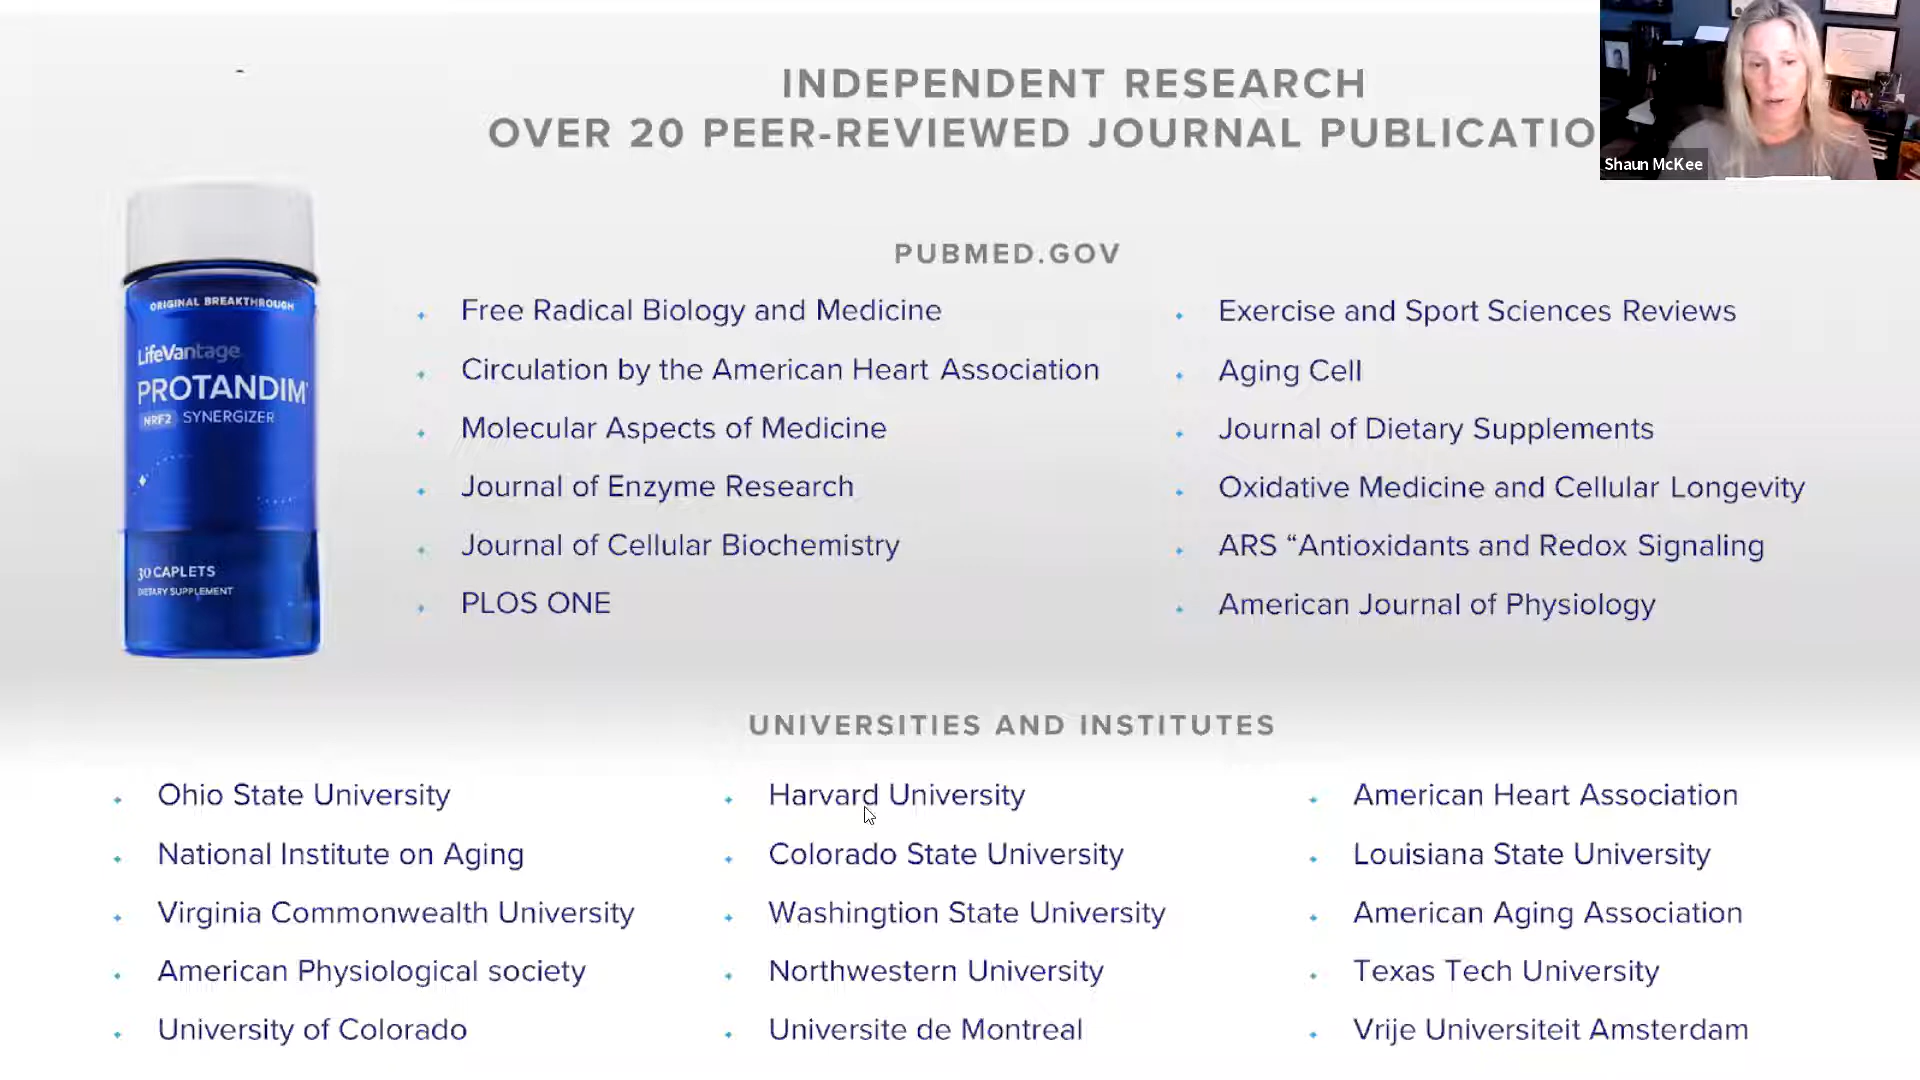 INDEPENDENT RESEARCH
OVER 20 PEER-REVIEWED JOURNAL PUBLICATIO
Shaun McKee
ORIGINAL BREAKTHROUGH
LifeVantage
PROTANDIM
NRF2 SYNERGIZER
30 CAPLETS
DIETARY SUPPLEMENT
PUBMED.GOV
Free Radical Biology and Medicine
Circulation by the American Heart Association
Molecular Aspects of Medicine
Journal of Enzyme Research
Journal of Cellular Biochemistry
PLOS ONE
Exercise and Sport Sciences Reviews
Aging Cell
Journal of Dietary Supplements
Oxidative Medicine and Cellular Longevity
ARS “Antioxidants and Redox Signaling
American Journal of Physiology
UNIVERSITIES AND INSTITUTES
Ohio State University
National Institute on Aging
Virginia Commonwealth University
American Physiological society
University of Colorado
Harvard University
Colorado State University
Washingtion State University
Northwestern University
Universite de Montreal
American Heart Association
Louisiana State University
American Aging Association
Texas Tech University
Vrije Universiteit Amsterdam